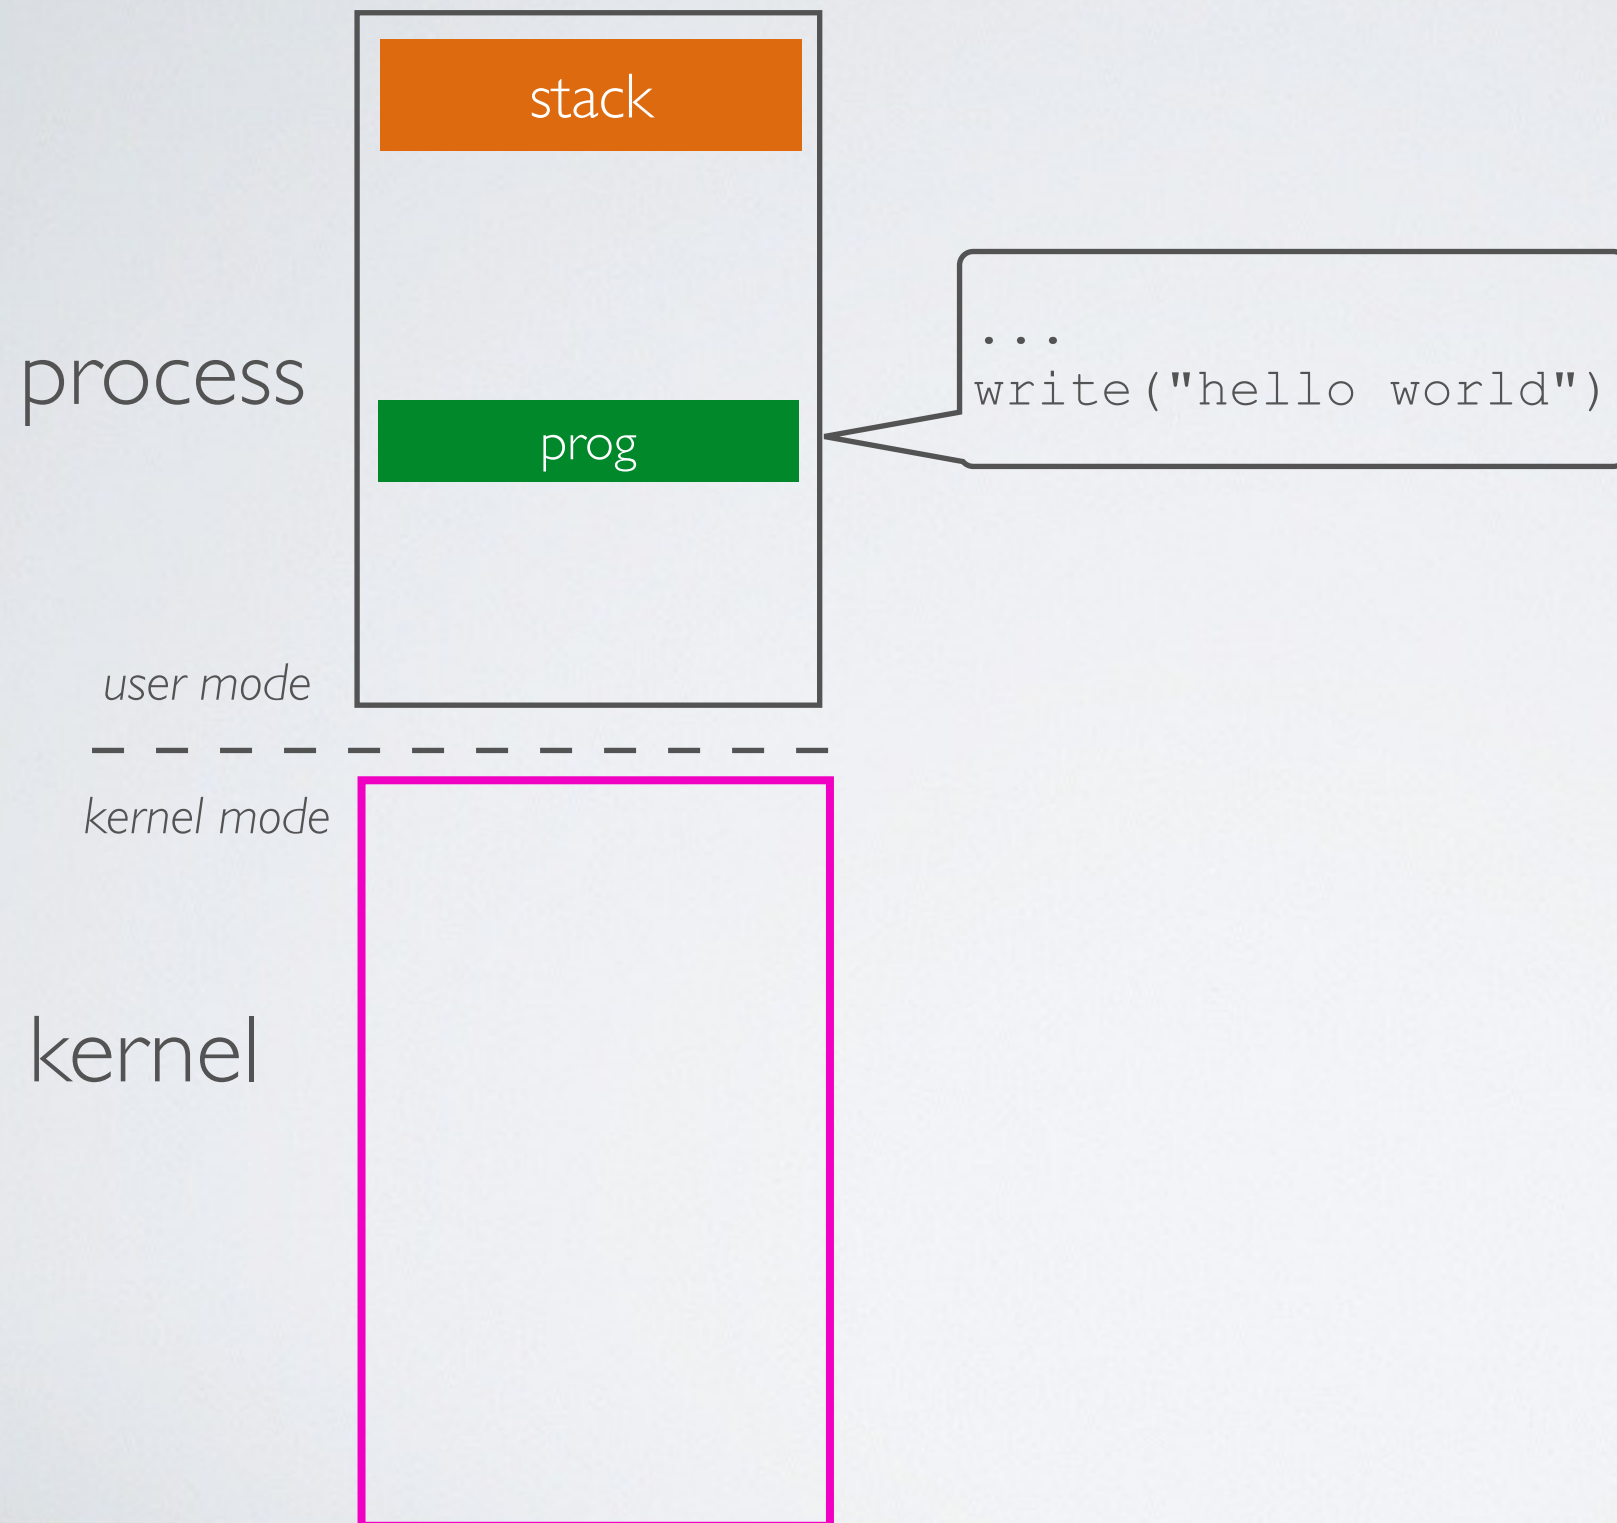 stack
process
prog
...
write("hello world")
user mode
kernel mode
kernel